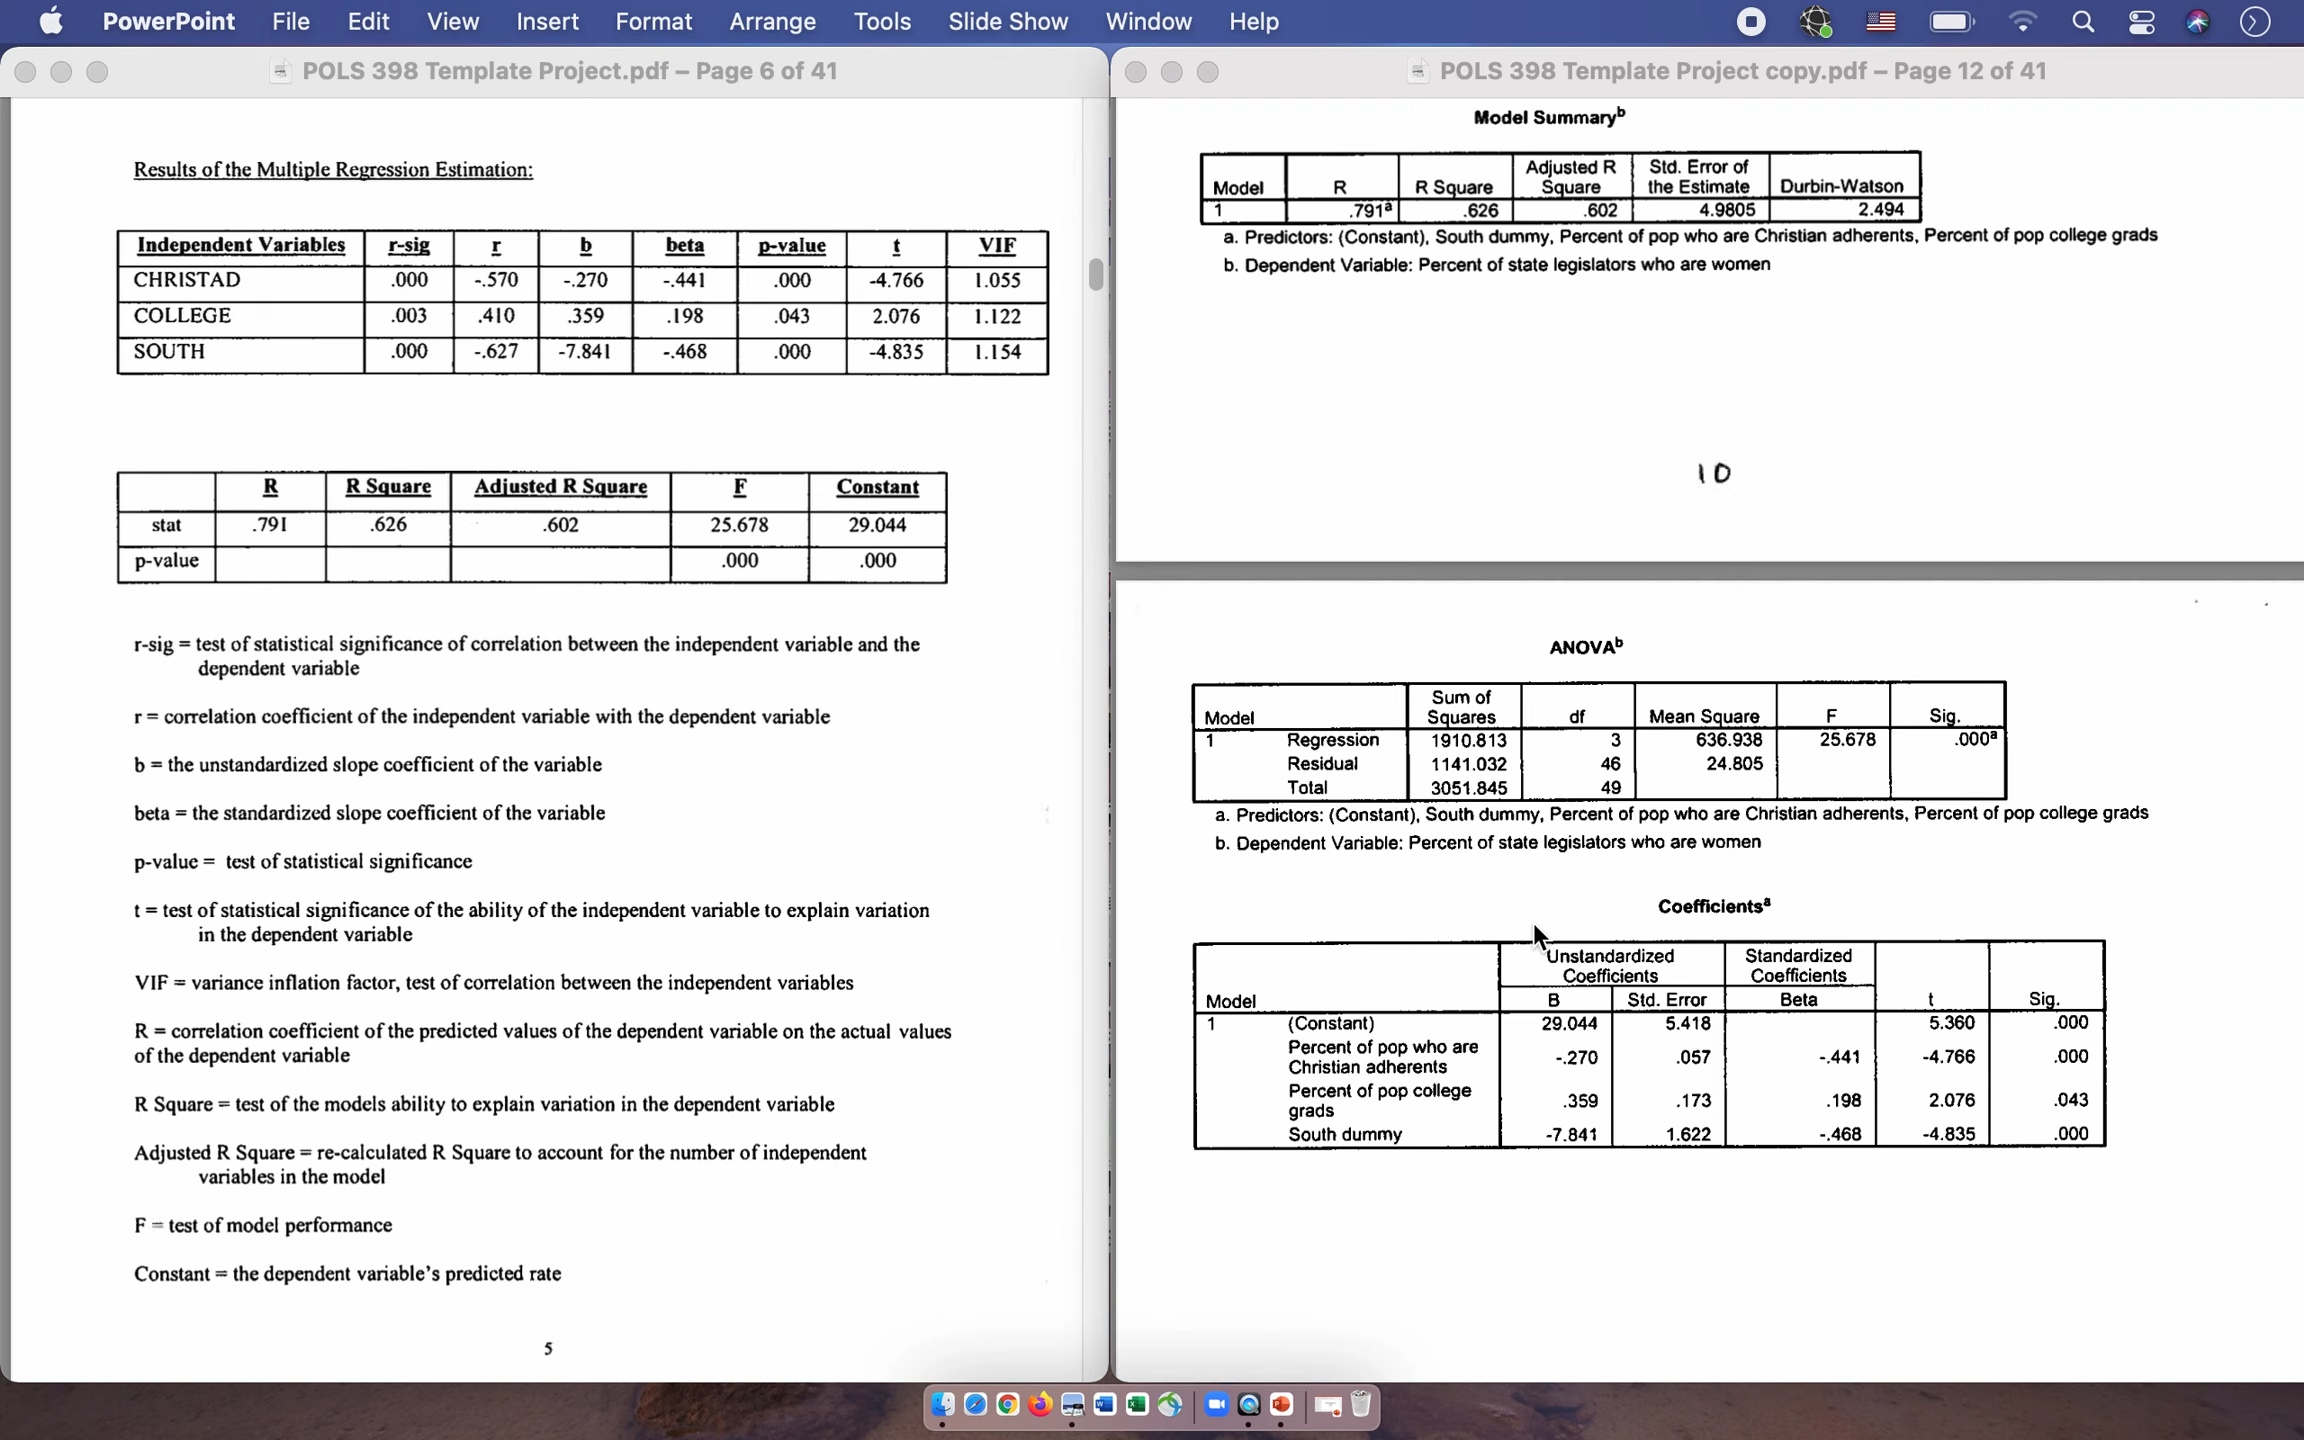 PowerPoint File Edit View Insert Format Arrange Tools Slide Show Window Help
POLS 398 Template Project.pdf – Page 6 of 41
Results of the Multiple Regression Estimation:
Independent Variables r-sig r b beta p-value t VIF
CHRISTAD .000 -.570 -.270 -.441 .000 -4.766 1.055
COLLEGE .003 .410 .359 .198 .043 2.076 1.122
SOUTH .000 -.627 -7.841 -.468 .000 -4.835 1.154
R R Square Adjusted R Square F Constant
stat .791 .626 .602 25.678 29.044
p-value .000 .000
r-sig = test of statistical significance of correlation between the independent variable and the
dependent variable
r = correlation coefficient of the independent variable with the dependent variable
b = the unstandardized slope coefficient of the variable
beta = the standardized slope coefficient of the variable
p-value = test of statistical significance
t = test of statistical significance of the ability of the independent variable to explain variation
in the dependent variable
VIF = variance inflation factor, test of correlation between the independent variables
R = correlation coefficient of the predicted values of the dependent variable on the actual values
of the dependent variable
R Square = test of the models ability to explain variation in the dependent variable
Adjusted R Square = re-calculated R Square to account for the number of independent
variables in the model
F = test of model performance
Constant = the dependent variable's predicted rate
5
POLS 398 Template Project copy.pdf – Page 12 of 41
Model Summaryb
Adjusted R Std. Error of
Model R R Square Square the Estimate Durbin-Watson
1 .791a .626 .602 4.9805 2.494
a. Predictors: (Constant), South dummy, Percent of pop who are Christian adherents, Percent of pop college grads
b. Dependent Variable: Percent of state legislators who are women
10
ANOVAb
Sum of
Model Squares df Mean Square F Sig.
1 Regression 1910.813 3 636.938 25.678 .000a
Residual 1141.032 46 24.805
Total 3051.845 49
a. Predictors: (Constant), South dummy, Percent of pop who are Christian adherents, Percent of pop college grads
b. Dependent Variable: Percent of state legislators who are women
Coefficientsa
Unstandardized Standardized
Coefficients Coefficients
Model B Std. Error Beta t Sig.
1 (Constant) 29.044 5.418 5.360 .000
Percent of pop who are
Christian adherents -.270 .057 -.441 -4.766 .000
Percent of pop college
grads .359 .173 .198 2.076 .043
South dummy -7.841 1.622 -.468 -4.835 .000